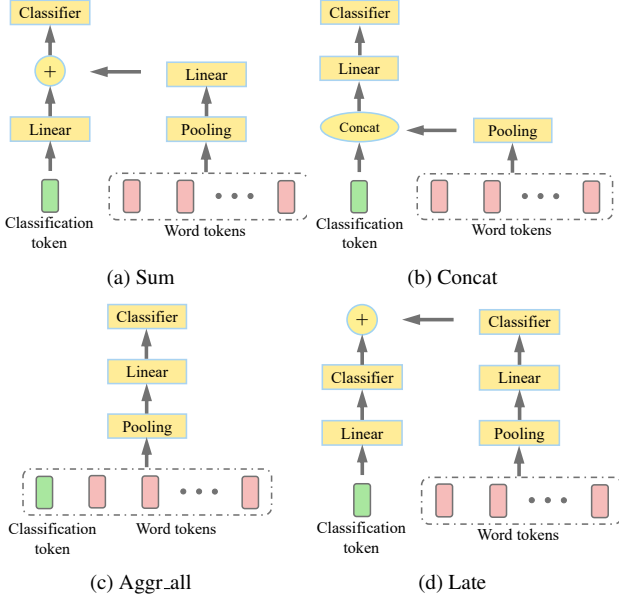 Classifier
+
Linear
Linear
Pooling
Classification
token
Word tokens
(a) Sum
Classifier
Linear
Concat
Pooling
Classification
token
Word tokens
(b) Concat
Classifier
Linear
Pooling
Classification
token
Word tokens
(c) Aggr_all
+
Classifier
Classifier
Linear
Linear
Pooling
Classification
token
Word tokens
(d) Late